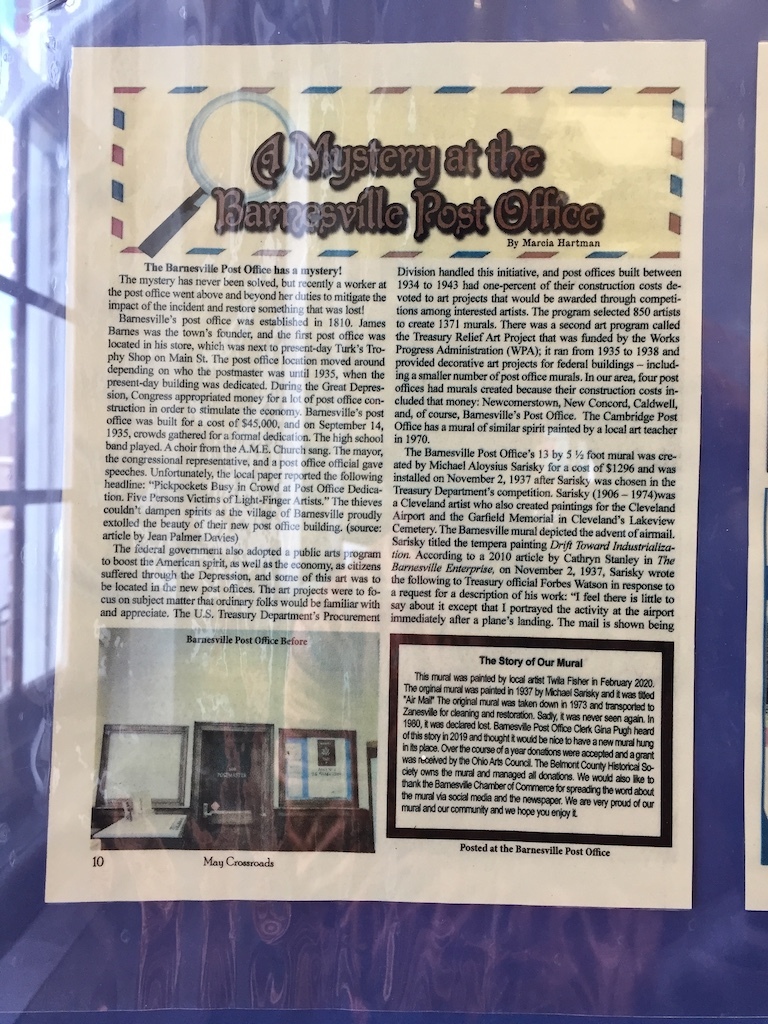 A Mystery at the
Barnesville Post Office
By Marcia Hartman
The Barnesville Post Office has a mystery!
The mystery has never been solved, but recently a worker at
the post office went above and beyond her duties to mitigate the
impact of the incident and restore something that was lost!
Barnesville's post office was established in 1810. James
Barnes was the town's founder, and the first post office was
located in his store, which was next to present-day Turk's Tro-
phy Shop on Main St. The post office location moved around
depending on who the postmaster was until 1935, when the
present-day building was dedicated. During the Great Depres-
sion, Congress appropriated money for a lot of post office con-
struction in order to stimulate the economy. Barnesville's post
office was built for a cost of $45,000, and on September 14,
1935, crowds gathered for a formal dedication. The high school
band played. A choir from the A.M.E. Church sang. The mayor,
the congressional representative, and a post office official gave
speeches. Unfortunately, the local paper reported the following
headline: "Pickpockets Busy in Crowd at Post Office Dedica-
tion. Five Persons Victims of Light-Finger Artists." The thieves
couldn't dampen spirits as the village of Barnesville proudly
extolled the beauty of their new post office building. (source:
article by Jean Palmer Davies)
The federal government also adopted a public arts program
to boost the American spirit, as well as the economy, as citizens
suffered through the Depression, and some of this art was to
be located in the new post offices. The art projects were to fo-
cus on subject matter that ordinary folks would be familiar with
and appreciate. The U.S. Treasury Department's Procurement
Division handled this initiative, and post offices built between
1934 to 1943 had one-percent of their construction costs de-
voted to art projects that would be awarded through competi-
tions among interested artists. The program selected 850 artists
to create 1371 murals. There was a second art program called
the Treasury Relief Art Project that was funded by the Works
Progress Administration (WPA); it ran from 1935 to 1938 and
provided decorative art projects for federal buildings – includ-
ing a smaller number of post office murals. In our area, four post
offices had murals created because their construction costs in-
cluded that money: Newcomerstown, New Concord, Caldwell,
and, of course, Barnesville's Post Office. The Cambridge Post
Office has a mural of similar spirit painted by a local art teacher
in 1970.
The Barnesville Post Office's 13 by 5 ½ foot mural was cre-
ated by Michael Aloysius Sarisky for a cost of $1296 and was
installed on November 2, 1937 after Sarisky was chosen in the
Treasury Department's competition. Sarisky (1906 – 1974)was
a Cleveland artist who also created paintings for the Cleveland
Airport and the Garfield Memorial in Cleveland's Lakeview
Cemetery. The Barnesville mural depicted the advent of airmail.
Sarisky titled the tempera painting Drift Toward Industrializa-
tion. According to a 2010 article by Cathryn Stanley in The
Barnesville Enterprise, on November 2, 1937, Sarisky wrote
the following to Treasury official Forbes Watson in response to
a request for a description of his work: "I feel there is little to
say about it except that I portrayed the activity at the airport
immediately after a plane's landing. The mail is shown being
Barnesville Post Office Before
POSTMASTER
The Story of Our Mural
This mural was painted by local artist Twila Fisher in February 2020.
The orginal mural was painted in 1937 by Michael Sarisky and it was titled
"Air Mail" The original mural was taken down in 1973 and transported to
Zanesville for cleaning and restoration. Sadly, it was never seen again. In
1980, it was declared lost. Barnesville Post Office Clerk Gina Pugh heard
of this story in 2019 and thought it would be nice to have a new mural hung
in its place. Over the course of a year donations were accepted and a grant
was received by the Ohio Arts Council. The Belmont County Historical So-
ciety owns the mural and managed all donations. We would also like to
thank the Barnesville Chamber of Commerce for spreading the word about
the mural via social media and the newspaper. We are very proud of our
mural and our community and we hope you enjoy it.
Posted at the Barnesville Post Office
10
May Crossroads